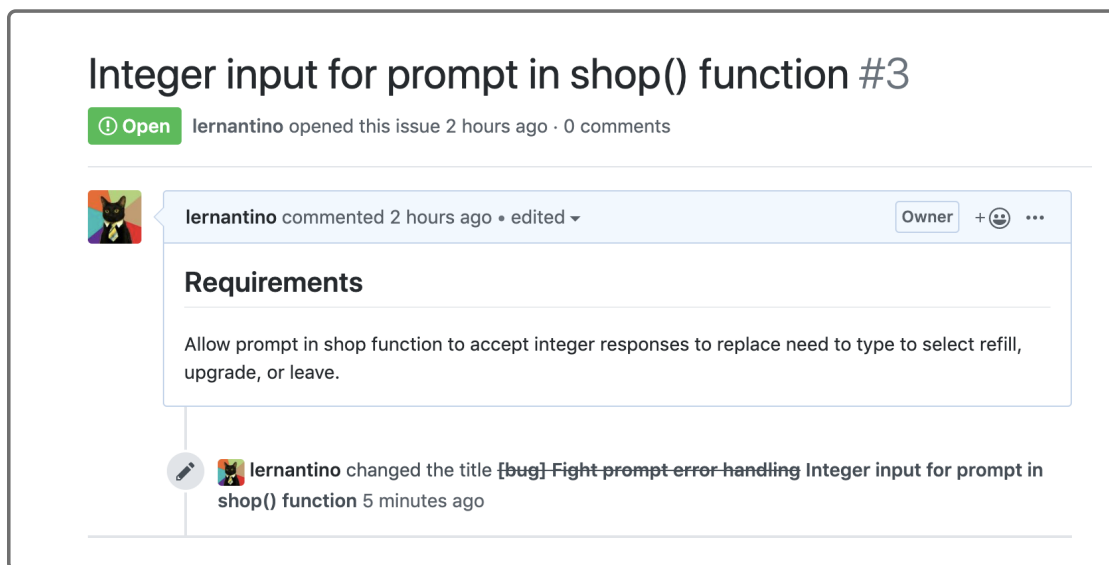 Integer input for prompt in shop() function #3
Open lernantino opened this issue 2 hours ago · 0 comments
lernantino commented 2 hours ago • edited
Owner
Requirements
Allow prompt in shop function to accept integer responses to replace need to type to select refill,
upgrade, or leave.
lernantino changed the title [bug] Fight prompt error handling Integer input for prompt in
shop() function 5 minutes ago